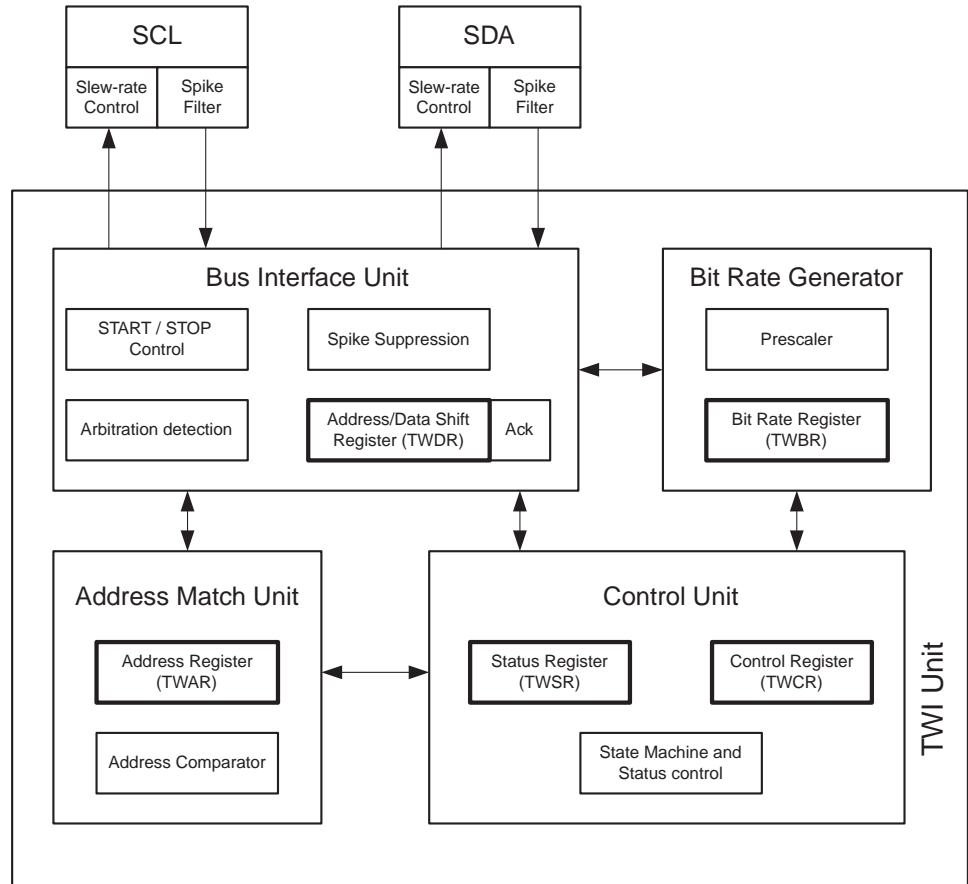 SCL
Slew-rate
Control
Spike
Filter
SDA
Slew-rate
Control
Spike
Filter
Bus Interface Unit
START / STOP
Control
Spike Suppression
Arbitration detection
Address/Data Shift
Register (TWDR)
Ack
Bit Rate Generator
Prescaler
Bit Rate Register
(TWBR)
Address Match Unit
Address Register
(TWAR)
Address Comparator
Control Unit
Status Register
(TWSR)
Control Register
(TWCR)
State Machine and
Status control
TWI Unit